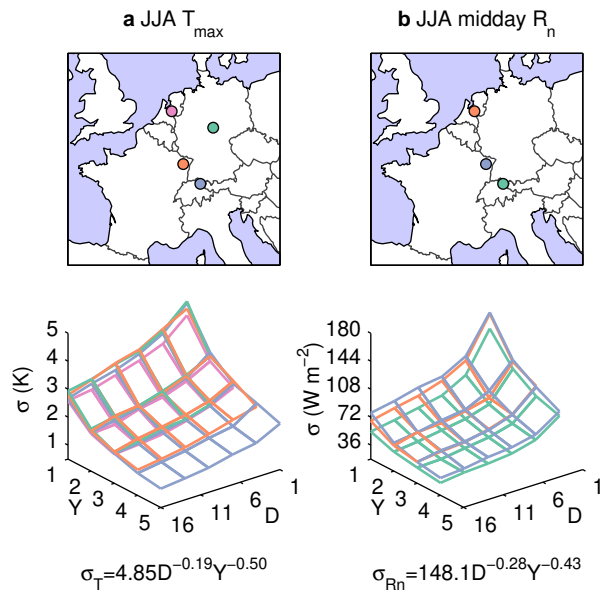 a JJA T_max
b JJA midday R_n
5
4
3
2
1
σ (K)
1
2
3
4
5
Y
16
11
6
1
D
180
144
108
72
36
σ (W m⁻²)
1
2
3
4
5
Y
16
11
6
1
D
σ_T=4.85D^−0.19Y^−0.50
σ_Rn=148.1D^−0.28Y^−0.43